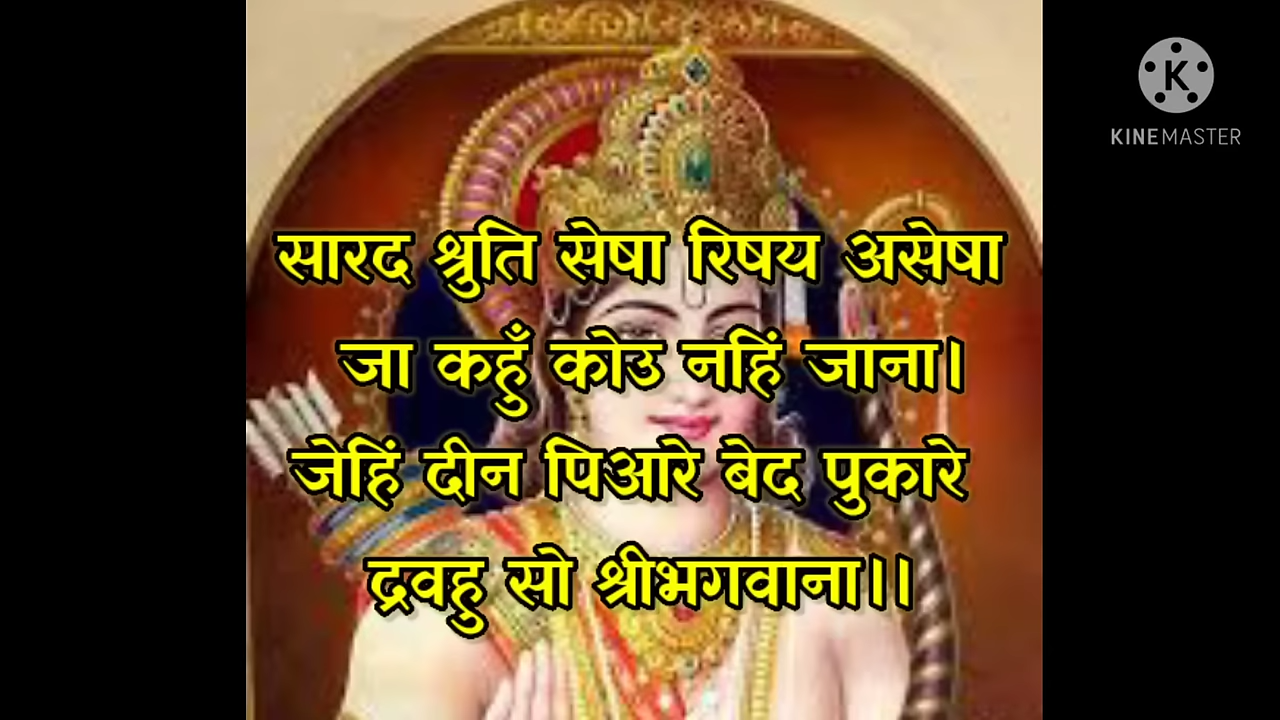 सारद श्रुति सेषा रिषय असेषा
जा कहुँ कोउ नहिं जाना।
जेहिं दीन पिआरे बेद पुकारे
द्रवहु सो श्रीभगवाना।।
K
KINEMASTER